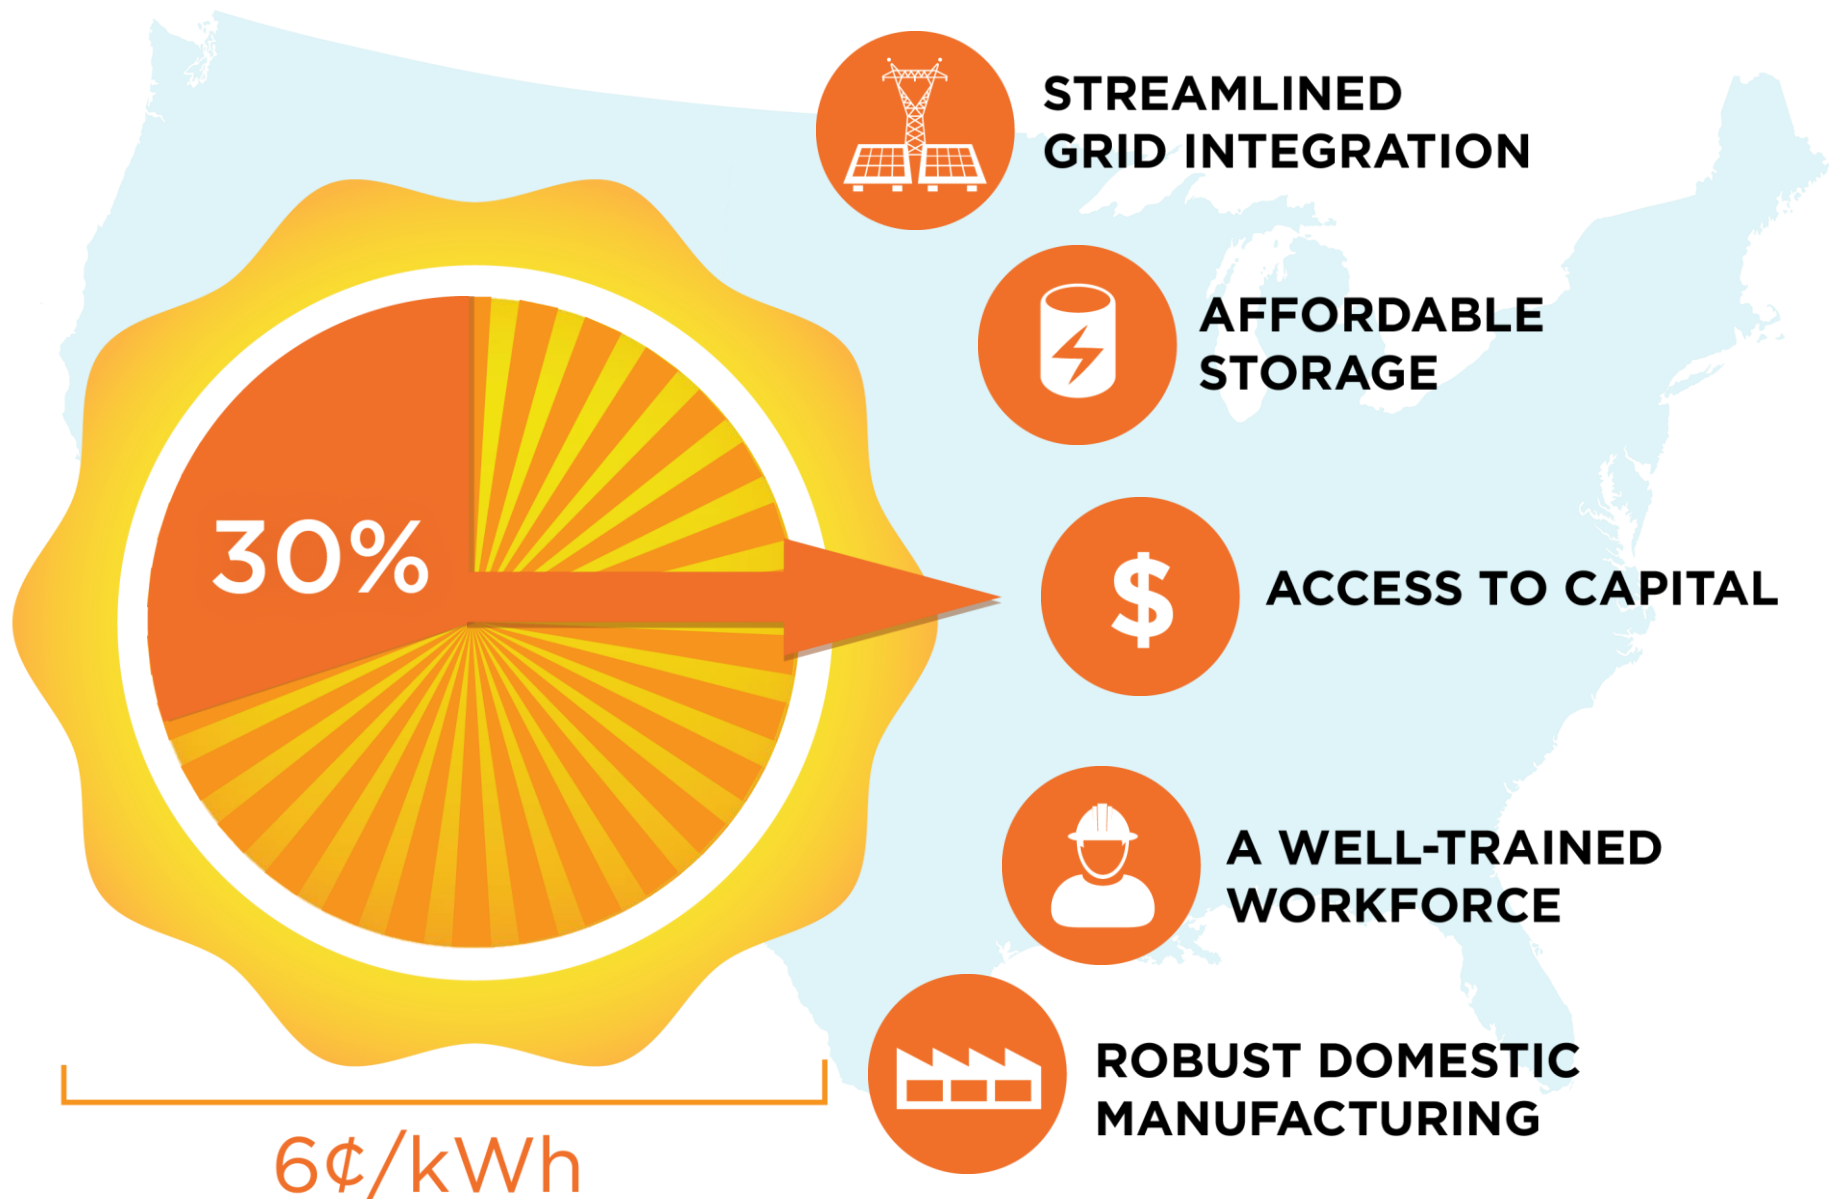 STREAMLINED
GRID INTEGRATION
AFFORDABLE
STORAGE
30%
$
ACCESS TO CAPITAL
A WELL-TRAINED
WORKFORCE
ROBUST DOMESTIC
MANUFACTURING
6¢/kWh